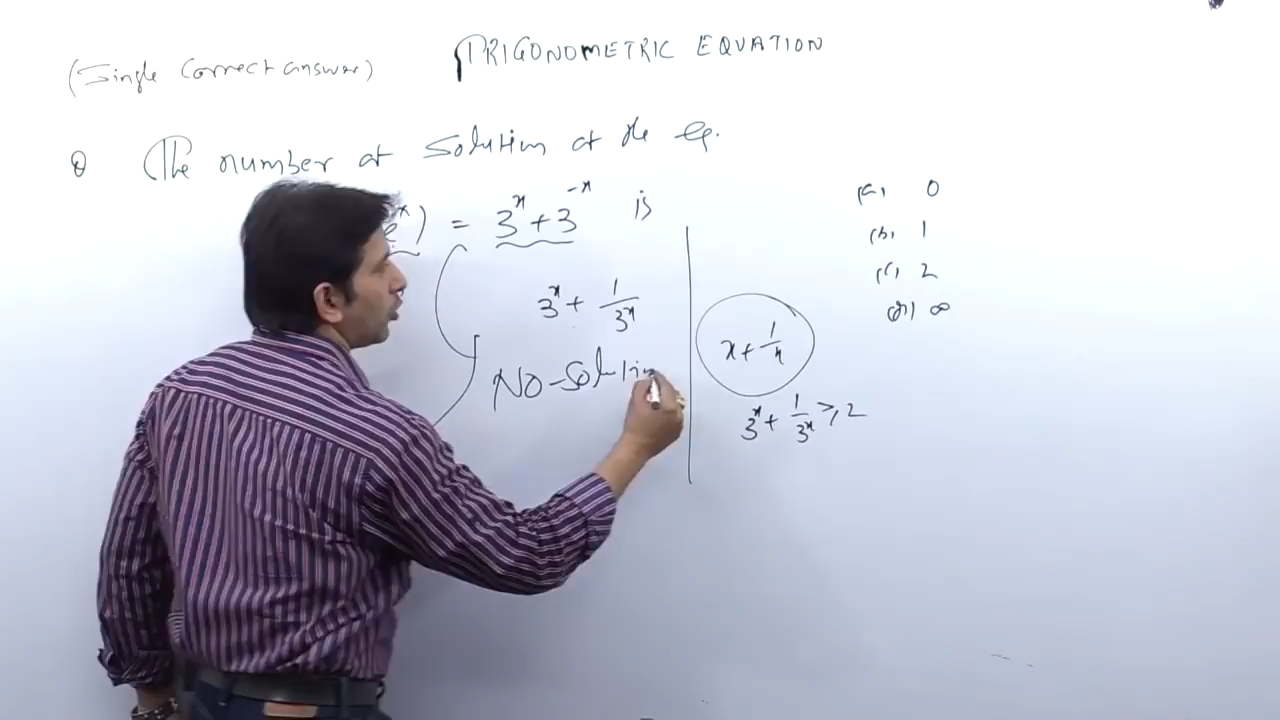 TRIGONOMETRIC EQUATION
(Single correct answer)
Q The number of solution of the eq.
e^x) = 3^x + 3^-x is
(a) 0
(b) 1
(c) 2
(d) ∞
3^x + 1/3^x
No-Solution
x + 1/x
3^x + 1/3^x ≥ 2